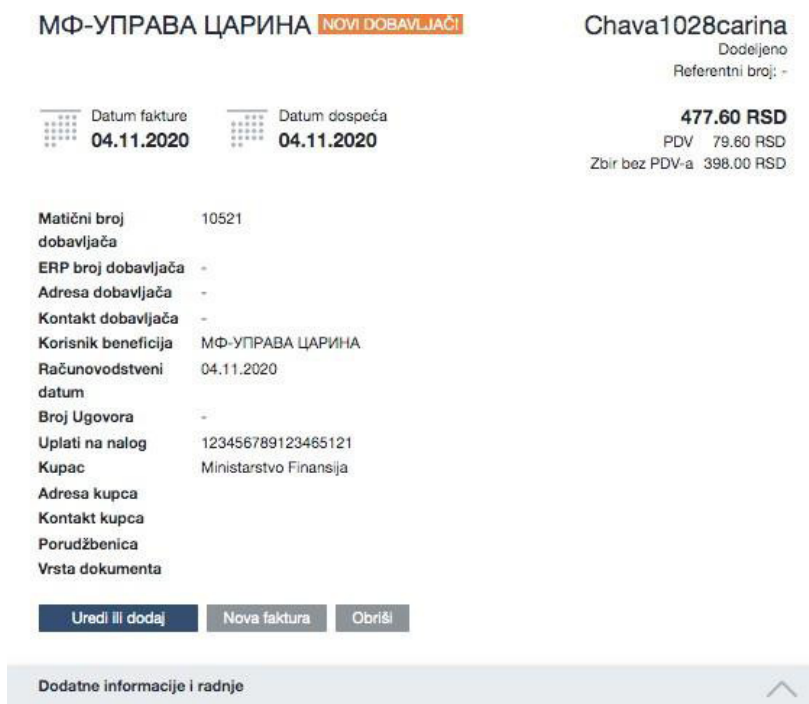 МФ-УПРАВА ЦАРИНА NOVI DOBAVLJAČ!
Chava1028carina
Dodeljeno
Referentni broj: -
Datum fakture
04.11.2020
Datum dospeća
04.11.2020
477.60 RSD
PDV 79.60 RSD
Zbir bez PDV-a 398.00 RSD
Matični broj dobavljača 10521
ERP broj dobavljača -
Adresa dobavljača -
Kontakt dobavljača -
Korisnik beneficija МФ-УПРАВА ЦАРИНА
Računovodstveni datum 04.11.2020
Broj Ugovora -
Uplati na nalog 123456789123465121
Kupac Ministarstvo Finansija
Adresa kupca
Kontakt kupca
Porudžbenica
Vrsta dokumenta
Uredi ili dodaj Nova faktura Obriši
Dodatne informacije i radnje